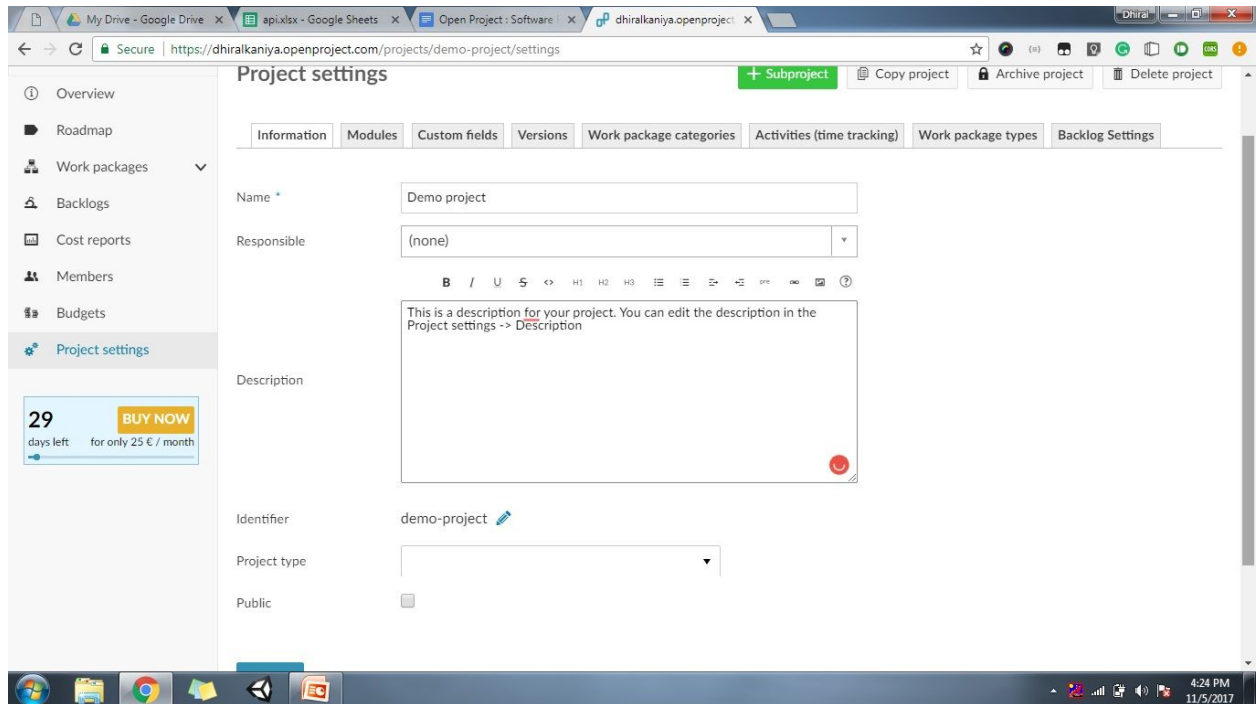 My Drive - Google Drive
api.xlsx - Google Sheets
Open Project : Software
dhiralkaniya.openproject
Dhiral
Secure | https://dhiralkaniya.openproject.com/projects/demo-project/settings
Project settings
+ Subproject
Copy project
Archive project
Delete project
Overview
Roadmap
Work packages
Backlogs
Cost reports
Members
Budgets
Project settings
29
BUY NOW
days left for only 25 € / month
Information Modules Custom fields Versions Work package categories Activities (time tracking) Work package types Backlog Settings
Name *
Demo project
Responsible
(none)
B I U S <> H1 H2 H3 pre ?
Description
This is a description for your project. You can edit the description in the
Project settings -> Description
Identifier
demo-project
Project type
Public
4:24 PM
11/5/2017